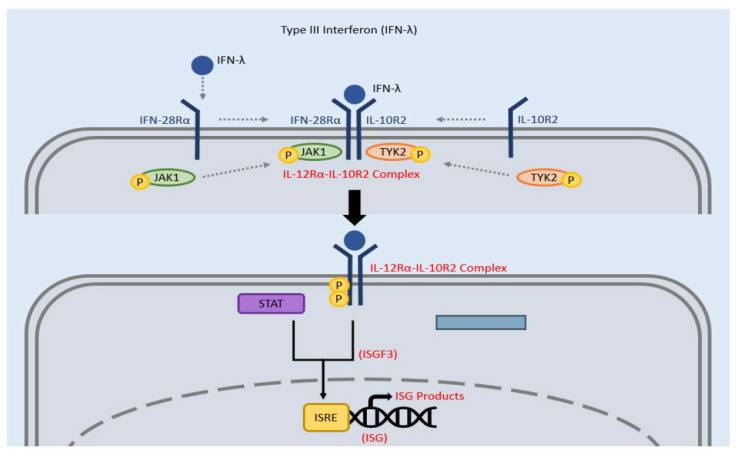 Type III Interferon (IFN-λ)
IFN-λ
IFN-λ
IFN-28Rα
IFN-28Rα
IL-10R2
IL-10R2
P
JAK1
P
JAK1
TYK2
P
TYK2
P
IL-12Rα-IL-10R2 Complex
IL-12Rα-IL-10R2 Complex
P
P
STAT
(ISGF3)
ISG Products
ISRE
(ISG)